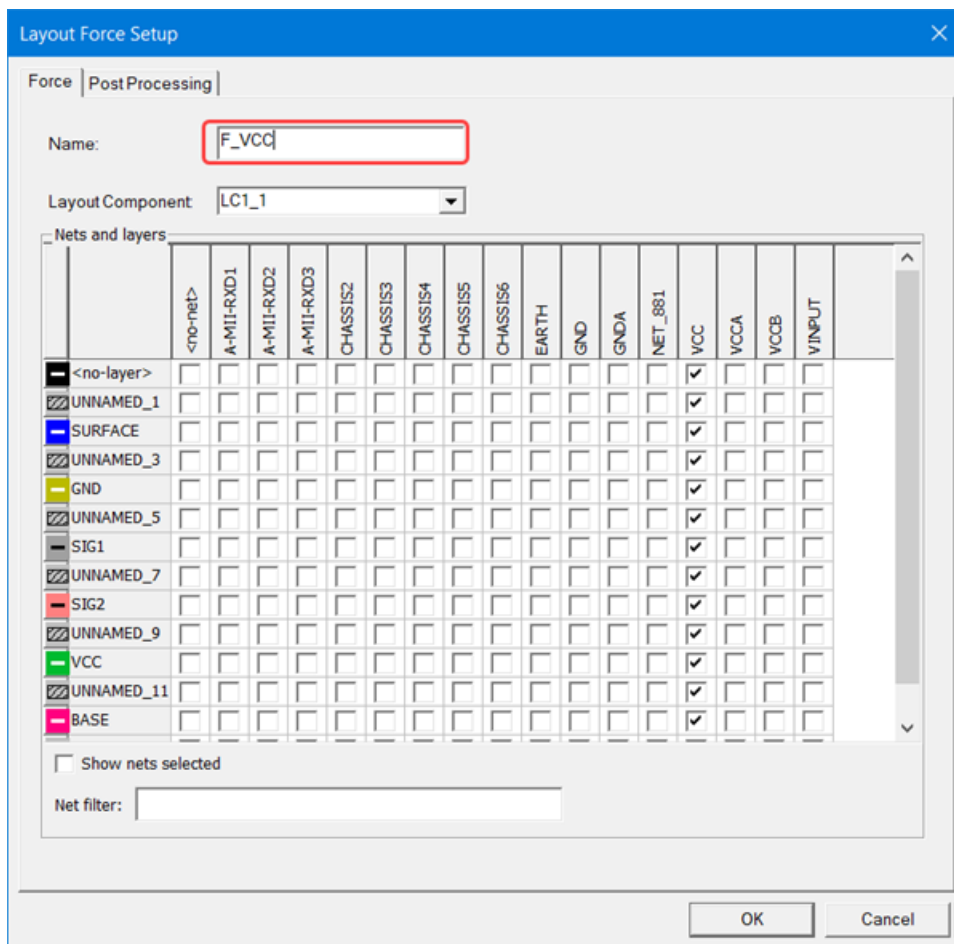 Layout Force Setup
Force
Post Processing
Name:
F_VCC
Layout Component
LC1_1
Nets and layers
<no-net>
A-MII-RXD1
A-MII-RXD2
A-MII-RXD3
CHASSIS2
CHASSIS3
CHASSIS4
CHASSIS5
CHASSIS6
EARTH
GND
GNDA
NET_881
VCC
VCCA
VCCB
VINPUT
<no-layer>
UNNAMED_1
SURFACE
UNNAMED_3
GND
UNNAMED_5
SIG1
UNNAMED_7
SIG2
UNNAMED_9
VCC
UNNAMED_11
BASE
Show nets selected
Net filter:
OK
Cancel